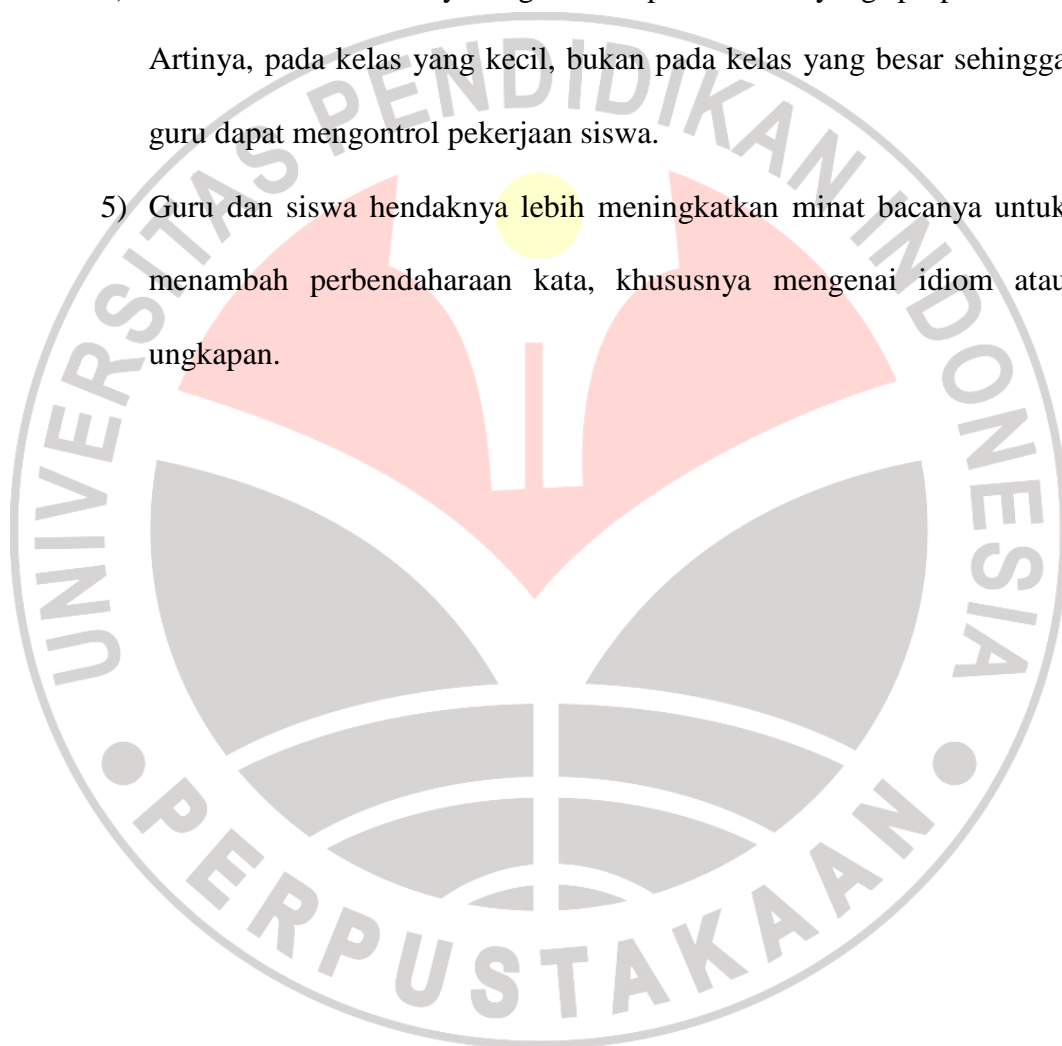 Artinya, pada kelas yang kecil, bukan pada kelas yang besar sehingga
guru dapat mengontrol pekerjaan siswa.
5) Guru dan siswa hendaknya lebih meningkatkan minat bacanya untuk
menambah perbendaharaan kata, khususnya mengenai idiom atau
ungkapan.
UNIVERSITAS PENDIDIKAN INDONESIA
PERPUSTAKAAN